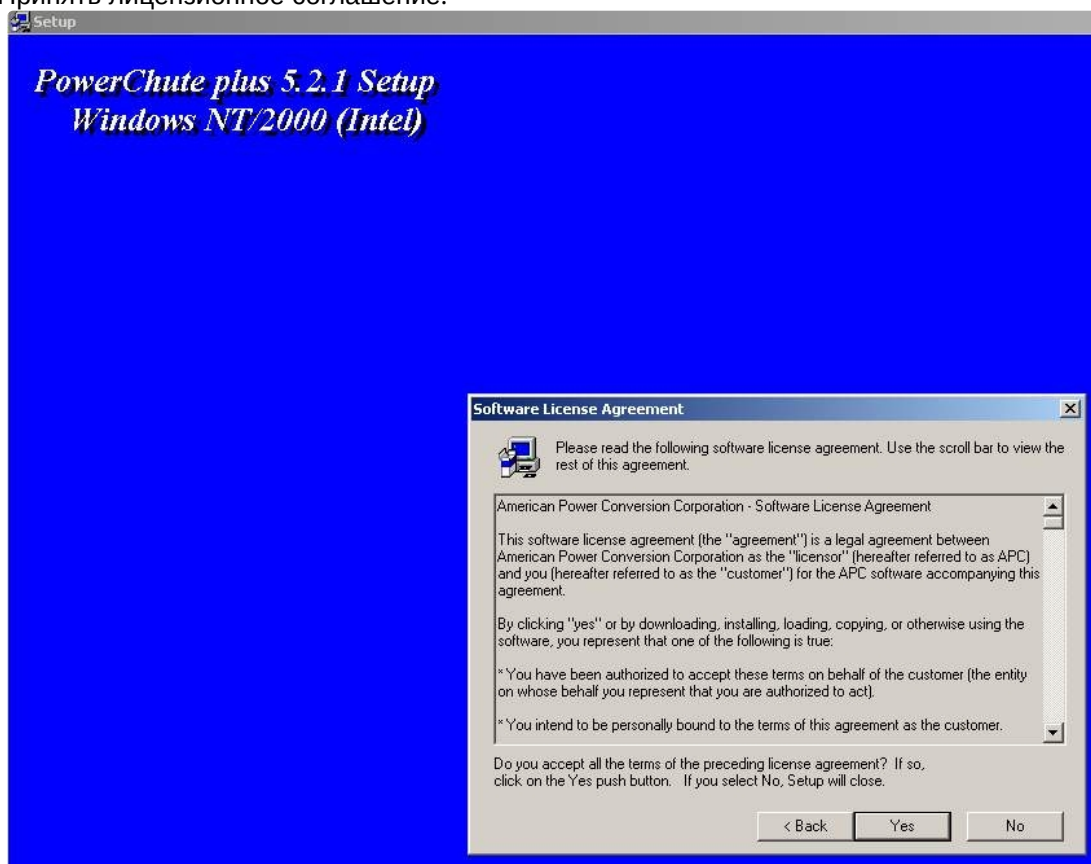 Принять лицензионное соглашение.
Setup
PowerChute plus 5.2.1 Setup
Windows NT/2000 (Intel)
Software License Agreement
Please read the following software license agreement. Use the scroll bar to view the
rest of this agreement.
American Power Conversion Corporation - Software License Agreement
This software license agreement (the "agreement") is a legal agreement between
American Power Conversion Corporation as the "licensor" (hereafter referred to as APC)
and you (hereafter referred to as the "customer") for the APC software accompanying this
agreement.
By clicking "yes" or by downloading, installing, loading, copying, or otherwise using the
software, you represent that one of the following is true:
* You have been authorized to accept these terms on behalf of the customer (the entity
on whose behalf you represent that you are authorized to act).
* You intend to be personally bound to the terms of this agreement as the customer.
Do you accept all the terms of the preceding license agreement? If so,
click on the Yes push button. If you select No, Setup will close.
< Back Yes No